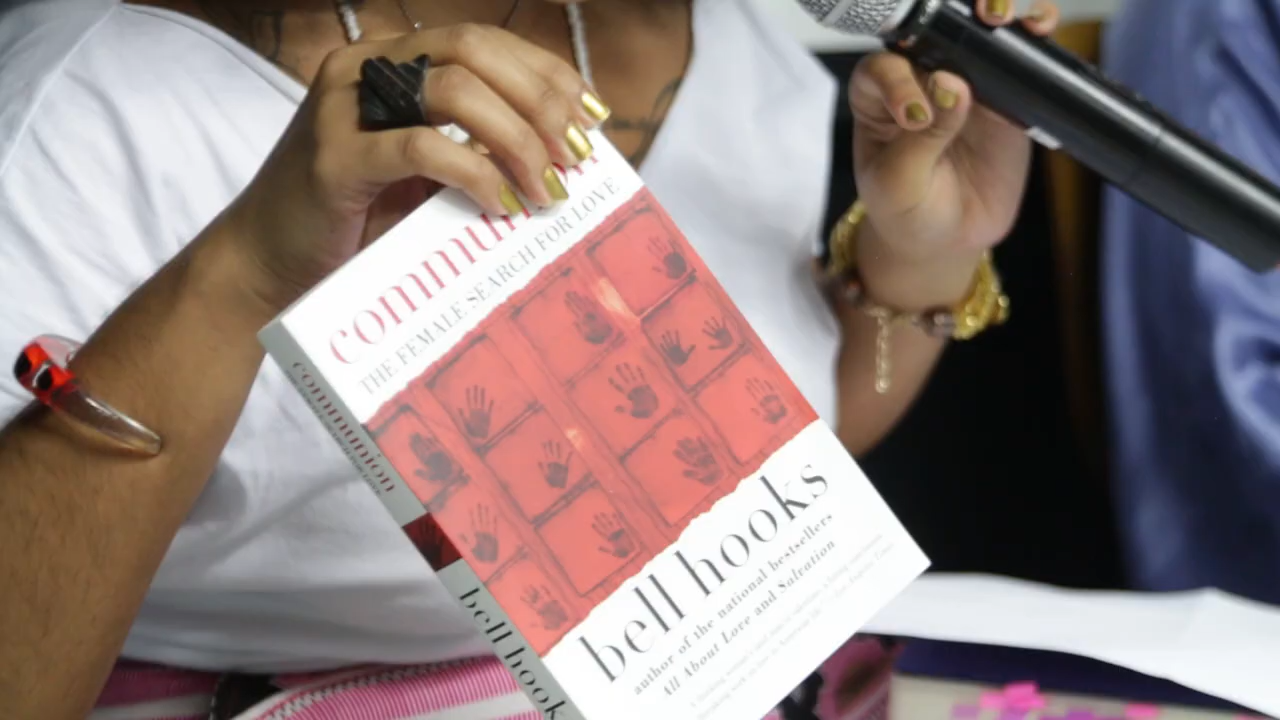 communion
THE FEMALE SEARCH FOR LOVE
bell hooks
author of the national bestsellers
All About Love and Salvation
communion
bell hook